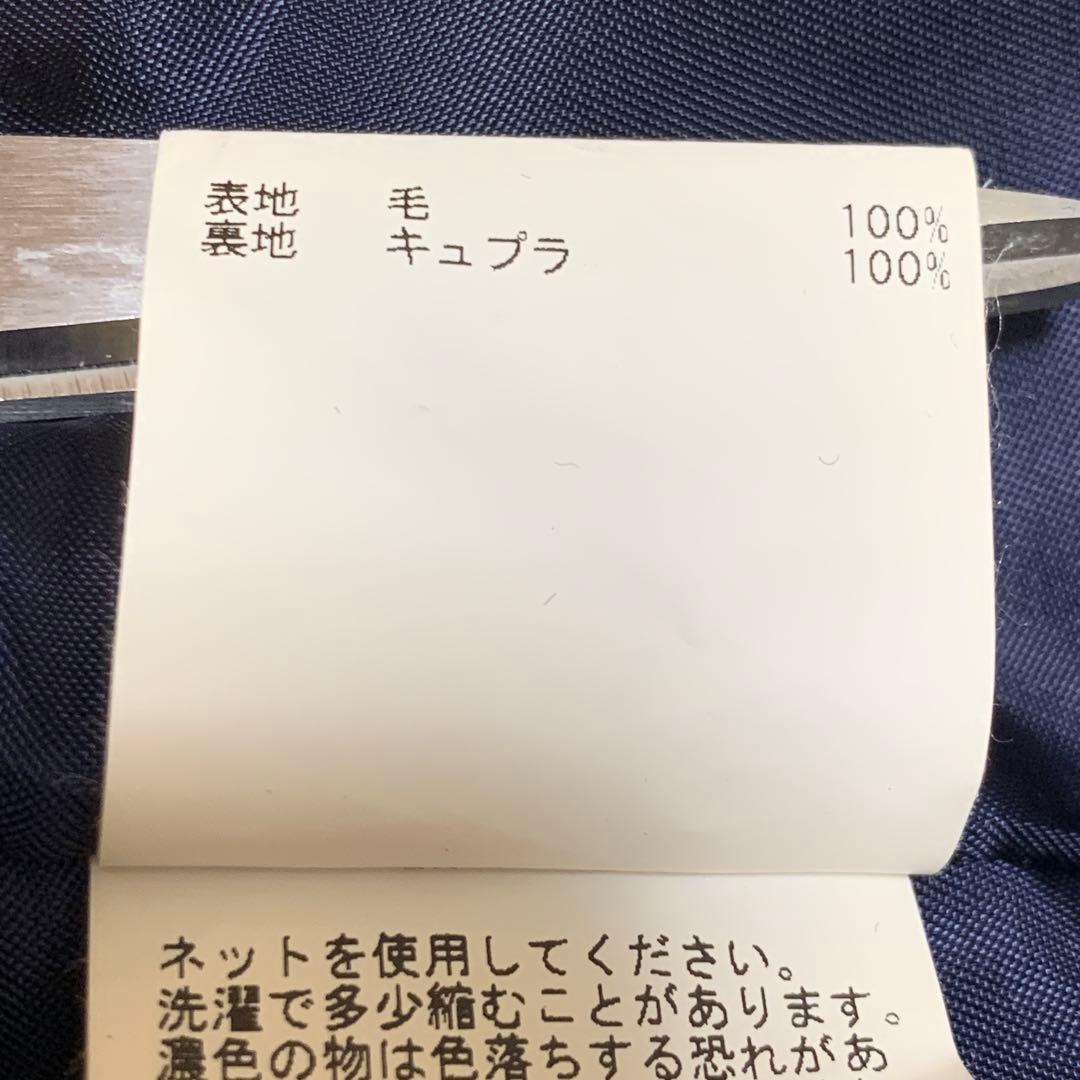 表地 毛 100%
裏地 キュプラ 100%
ネットを使用してください。
洗濯で多少縮むことがあります。
濃色の物は色落ちする恐れがあ